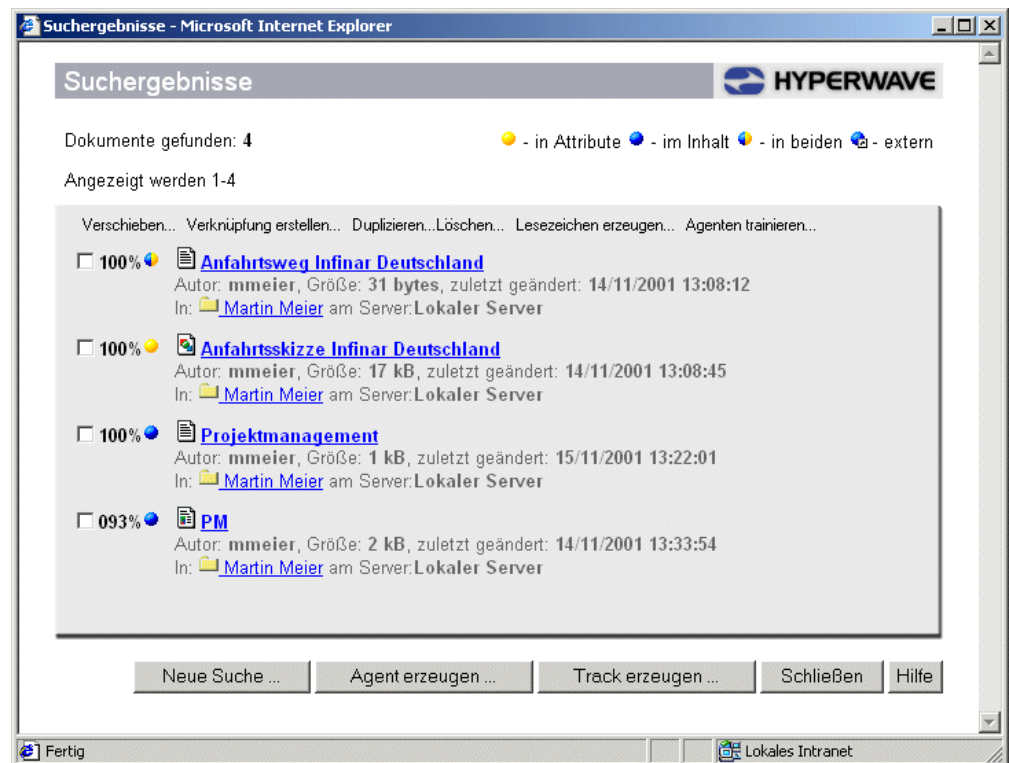 Suchergebnisse - Microsoft Internet Explorer
Suchergebnisse HYPERWAVE
Dokumente gefunden: 4 - in Attribute - im Inhalt - in beiden - extern
Angezeigt werden 1-4
Verschieben... Verknüpfung erstellen... Duplizieren...Löschen... Lesezeichen erzeugen... Agenten trainieren...
100% Anfahrtsweg Infinar Deutschland
Autor: mmeier, Größe: 31 bytes, zuletzt geändert: 14/11/2001 13:08:12
In: Martin Meier am Server:Lokaler Server
100% Anfahrtsskizze Infinar Deutschland
Autor: mmeier, Größe: 17 kB, zuletzt geändert: 14/11/2001 13:08:45
In: Martin Meier am Server:Lokaler Server
100% Projektmanagement
Autor: mmeier, Größe: 1 kB, zuletzt geändert: 15/11/2001 13:22:01
In: Martin Meier am Server:Lokaler Server
093% PM
Autor: mmeier, Größe: 2 kB, zuletzt geändert: 14/11/2001 13:33:54
In: Martin Meier am Server:Lokaler Server
Neue Suche ... Agent erzeugen ... Track erzeugen ... Schließen Hilfe
Fertig Lokales Intranet